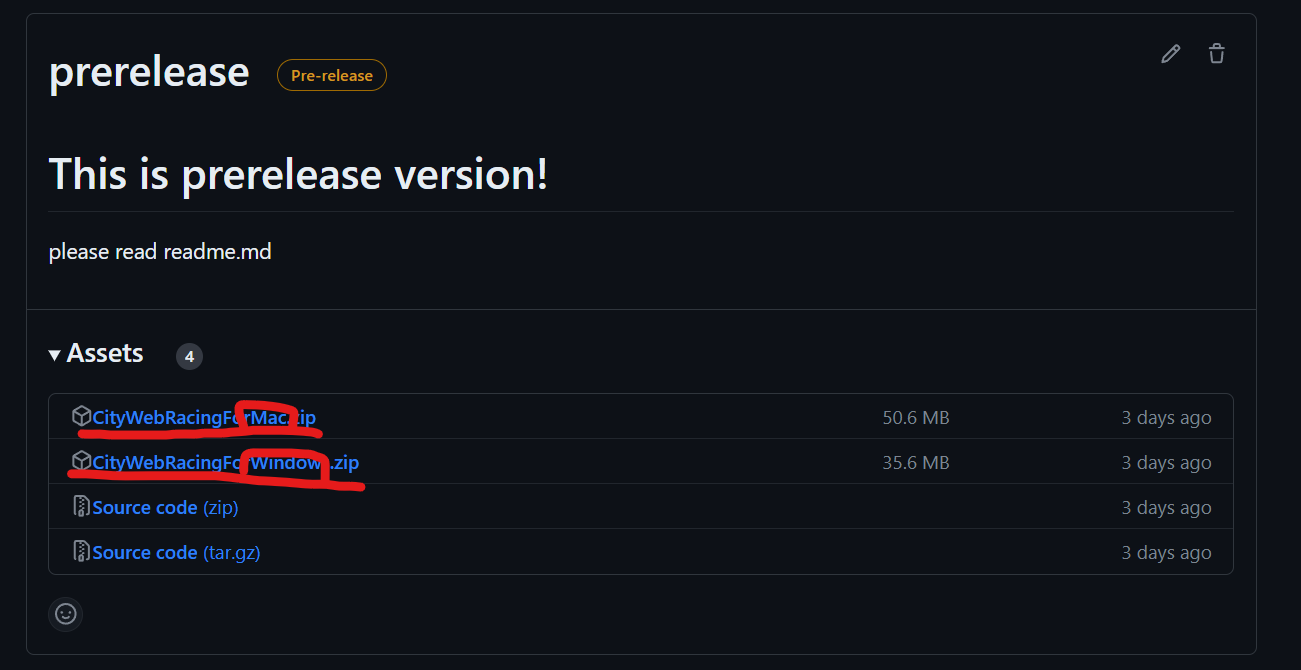 prerelease Pre-release
This is prerelease version!
please read readme.md
Assets 4
CityWebRacingForMac.zip 50.6 MB 3 days ago
CityWebRacingForWindow.zip 35.6 MB 3 days ago
Source code (zip) 3 days ago
Source code (tar.gz) 3 days ago